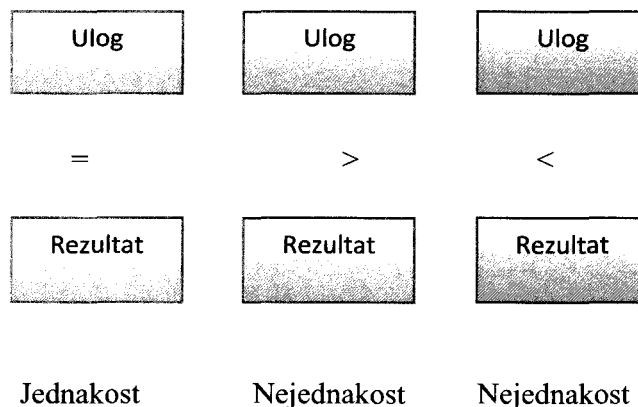 Ulog Ulog Ulog
= > <
Rezultat Rezultat Rezultat
Jednakost Nejednakost Nejednakost